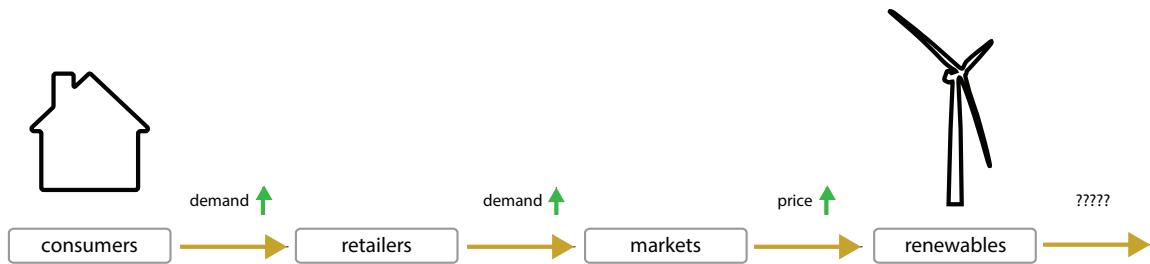 demand
demand
price
?????
consumers
retailers
markets
renewables